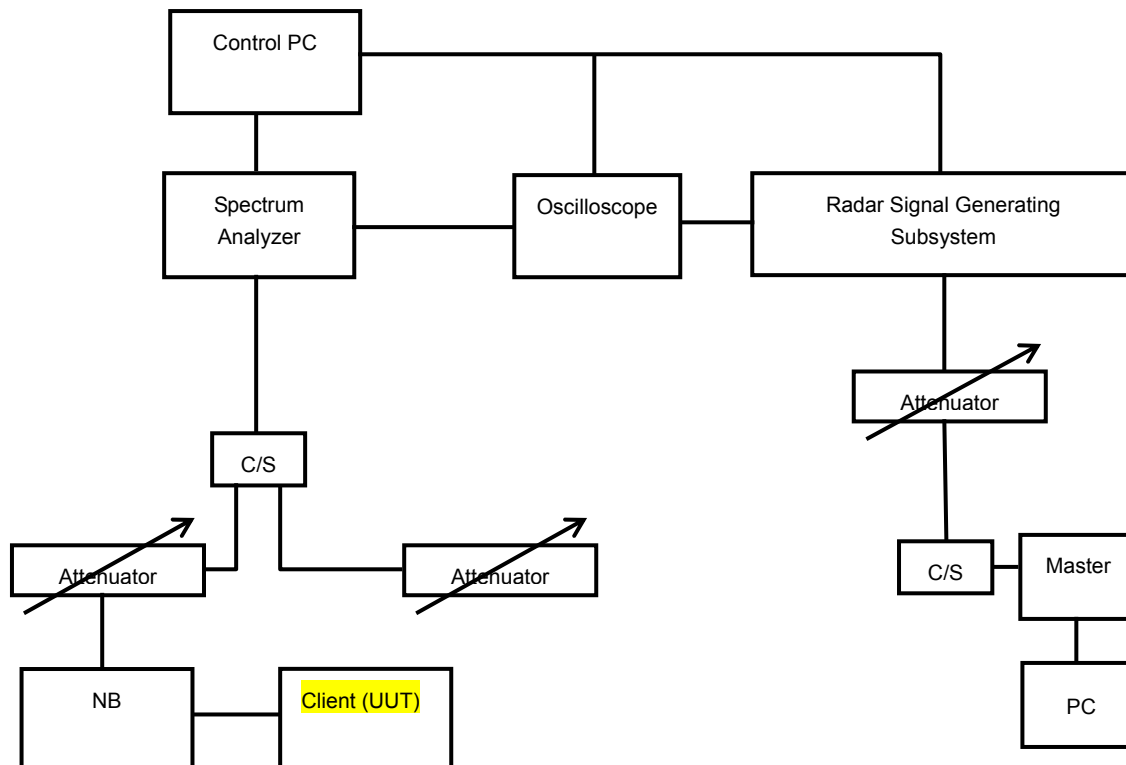 Control PC
Spectrum
Analyzer
Oscilloscope
Radar Signal Generating
Subsystem
Attenuator
C/S
Attenuator
Attenuator
C/S
Master
NB
Client (UUT)
PC